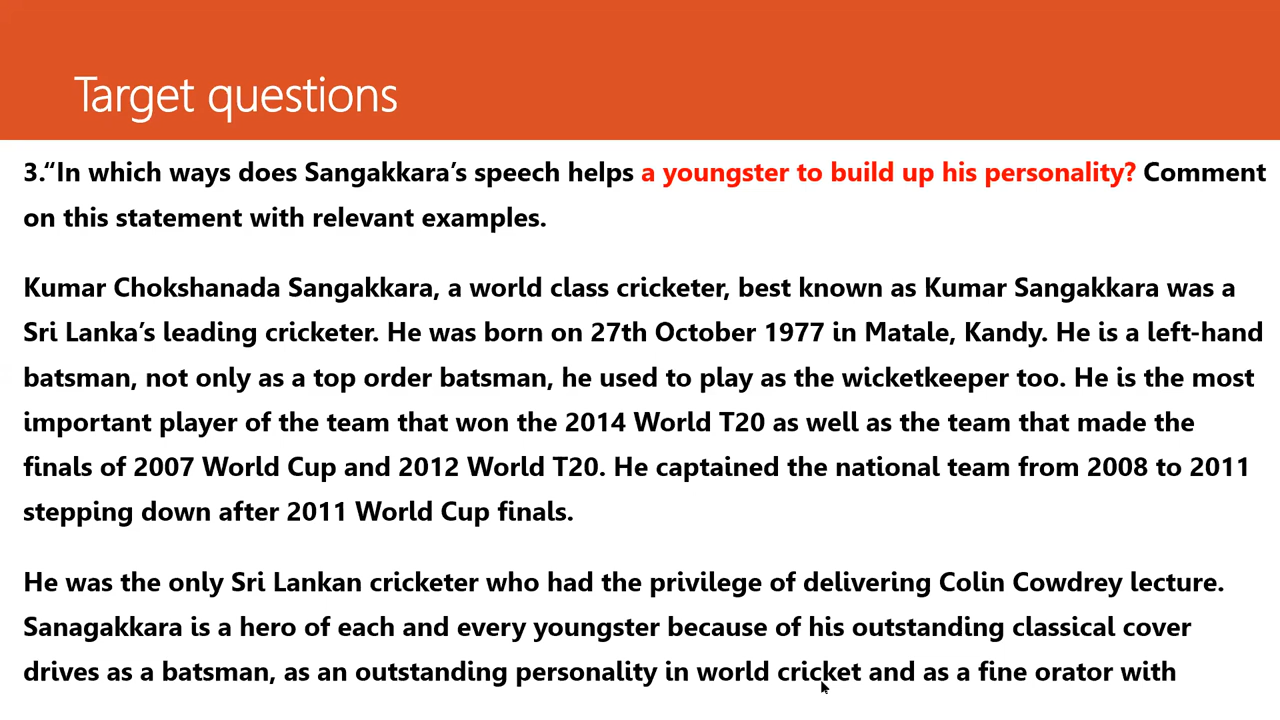 Target questions
3.“In which ways does Sangakkara’s speech helps a youngster to build up his personality? Comment
on this statement with relevant examples.
Kumar Chokshanada Sangakkara, a world class cricketer, best known as Kumar Sangakkara was a
Sri Lanka’s leading cricketer. He was born on 27th October 1977 in Matale, Kandy. He is a left-hand
batsman, not only as a top order batsman, he used to play as the wicketkeeper too. He is the most
important player of the team that won the 2014 World T20 as well as the team that made the
finals of 2007 World Cup and 2012 World T20. He captained the national team from 2008 to 2011
stepping down after 2011 World Cup finals.
He was the only Sri Lankan cricketer who had the privilege of delivering Colin Cowdrey lecture.
Sanagakkara is a hero of each and every youngster because of his outstanding classical cover
drives as a batsman, as an outstanding personality in world cricket and as a fine orator with